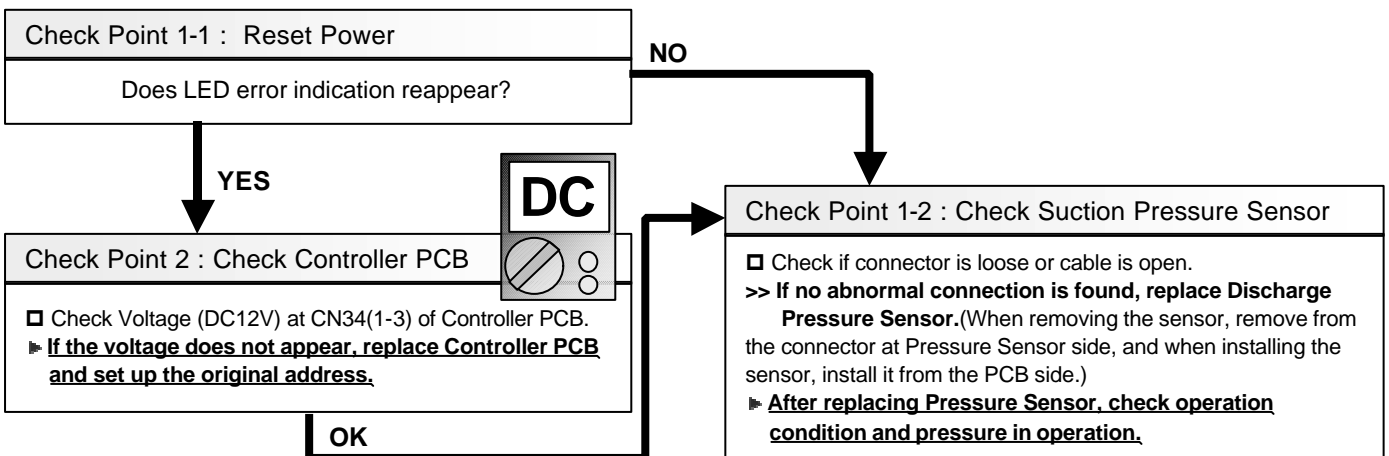 Check Point 1-1 : Reset Power
NO
Does LED error indication reappear?
YES
DC
Check Point 2 : Check Controller PCB
Check Voltage (DC12V) at CN34(1-3) of Controller PCB.
If the voltage does not appear, replace Controller PCB
and set up the original address.
OK
Check Point 1-2 : Check Suction Pressure Sensor
Check if connector is loose or cable is open.
>> If no abnormal connection is found, replace Discharge
Pressure Sensor.(When removing the sensor, remove from
the connector at Pressure Sensor side, and when installing the
sensor, install it from the PCB side.)
After replacing Pressure Sensor, check operation
condition and pressure in operation.